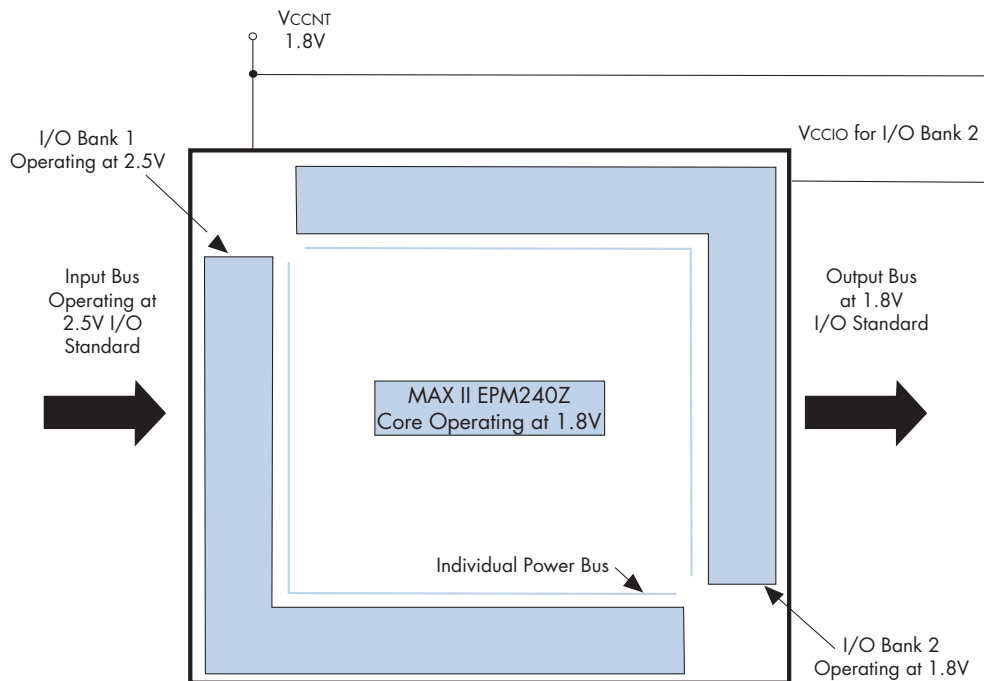 VCCNT
1.8V
VCCIO for I/O Bank 2
I/O Bank 1
Operating at 2.5V
Input Bus
Operating at
2.5V I/O
Standard
Output Bus
at 1.8V
I/O Standard
MAX II EPM240Z
Core Operating at 1.8V
Individual Power Bus
I/O Bank 2
Operating at 1.8V